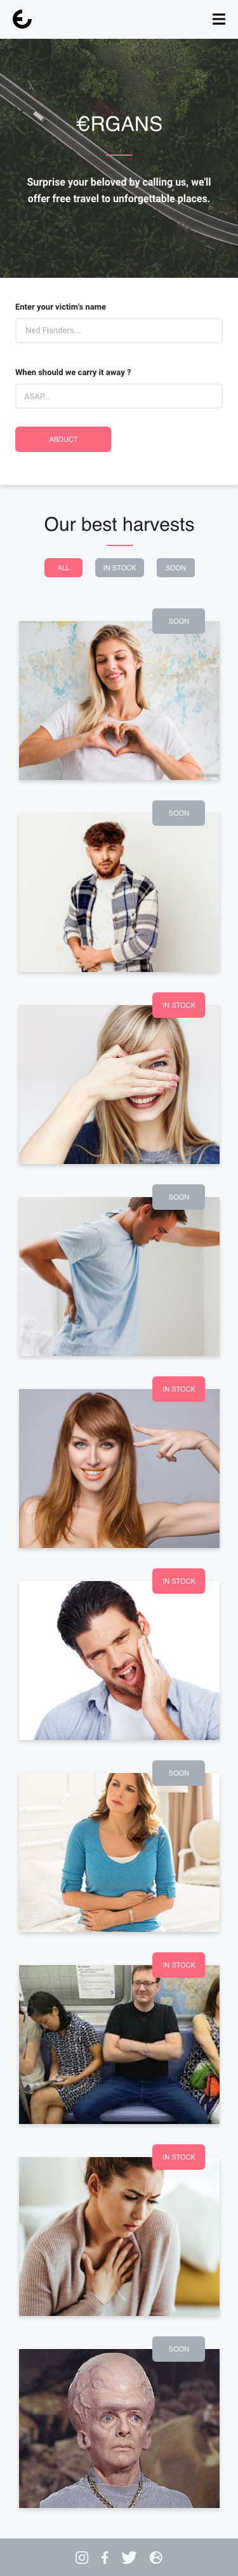 €RGANS
Surprise your beloved by calling us, we'll
offer free travel to unforgettable places.
Enter your victim's name
Ned Flanders ...
When should we carry it away ?
ASAP...
ABDUCT
Our best harvests
ALL IN STOCK SOON
SOON
SOON
IN STOCK
SOON
IN STOCK
IN STOCK
SOON
IN STOCK
IN STOCK
SOON